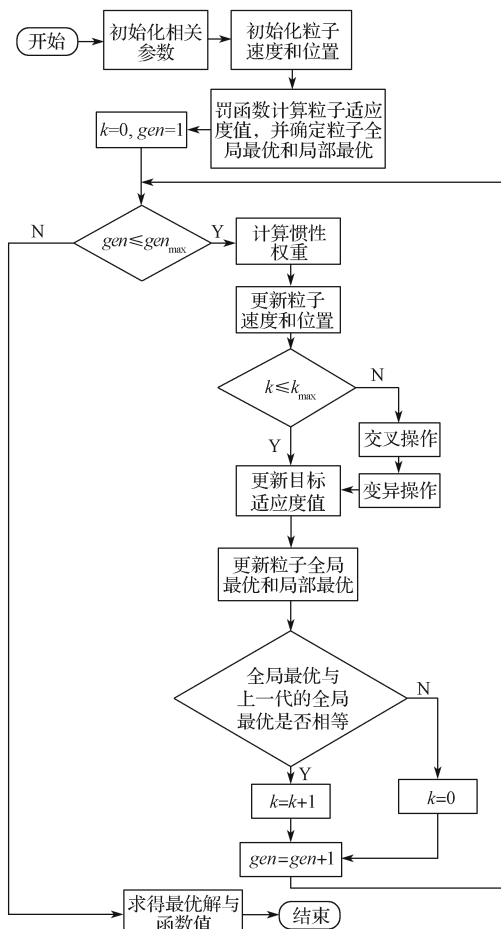 开始
初始化相关
参数
初始化粒子
速度和位置
罚函数计算粒子适应
度值，并确定粒子全
局最优和局部最优
k=0, gen=1
gen≤genmax
N
Y
计算惯性
权重
更新粒子
速度和位置
k≤kmax
N
Y
交叉操作
变异操作
更新目标
适应度值
更新粒子全局
最优和局部最优
全局最优与
上一代的全局
最优是否相等
N
Y
k=k+1
k=0
gen=gen+1
求得最优解与
函数值
结束